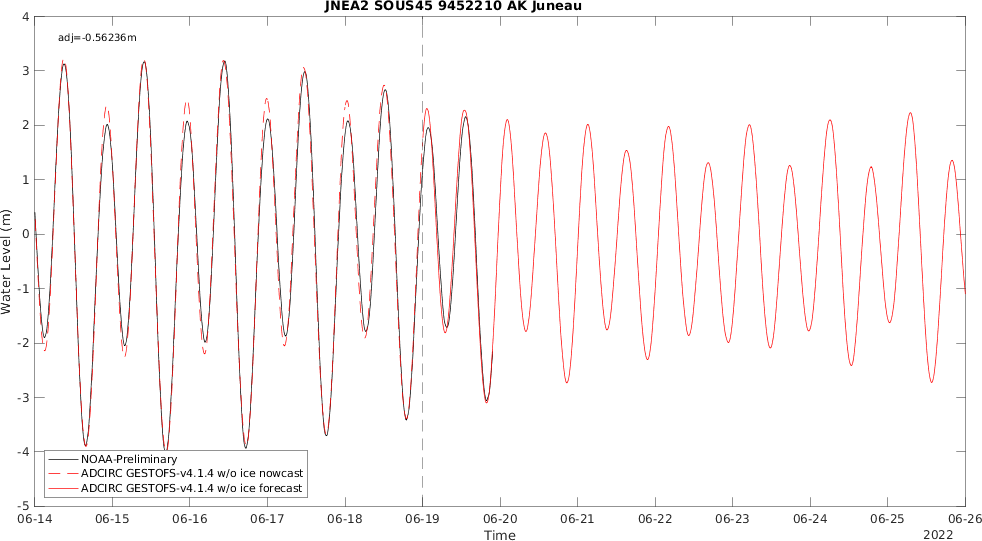 JNEA2 SOUS45 9452210 AK Juneau
adj=-0.56236m
4
3
2
1
0
-1
-2
-3
-4
-5
Water Level (m)
NOAA-Preliminary
ADCIRC GESTOFS-v4.1.4 w/o ice nowcast
ADCIRC GESTOFS-v4.1.4 w/o ice forecast
06-14 06-15 06-16 06-17 06-18 06-19 06-20 06-21 06-22 06-23 06-24 06-25 06-26
Time
2022